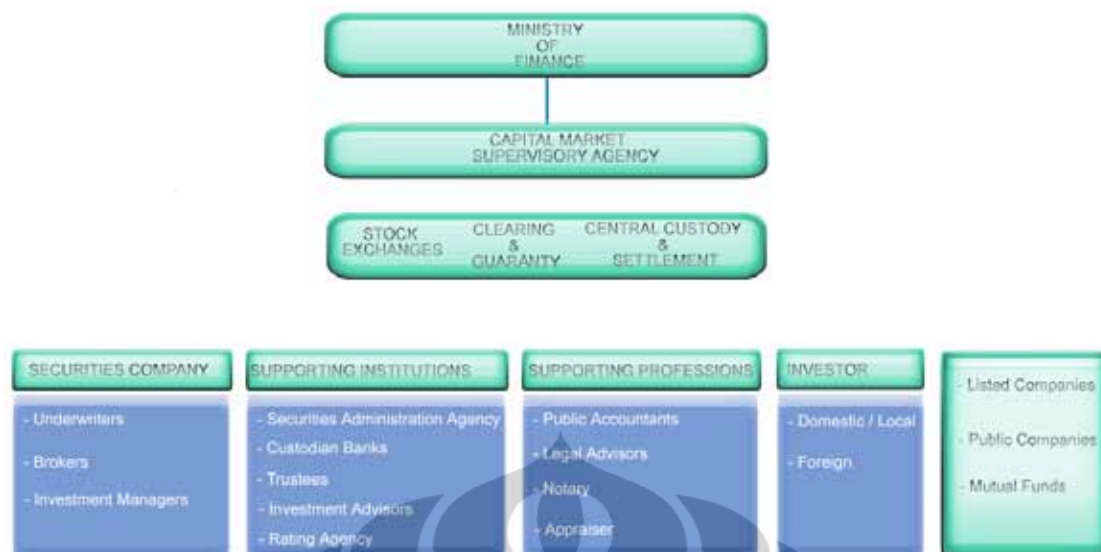 MINISTRY
OF
FINANCE
CAPITAL MARKET
SUPERVISORY AGENCY
STOCK
EXCHANGES
CLEARING
&
GUARANTY
CENTRAL CUSTODY
&
SETTLEMENT
SECURITIES COMPANY
- Underwriters
- Brokers
- Investment Managers
SUPPORTING INSTITUTIONS
- Securities Administration Agency
- Custodian Banks
- Trustees
- Investment Advisors
- Rating Agency
SUPPORTING PROFESSIONS
- Public Accountants
- Legal Advisors
- Notary
- Appraiser
INVESTOR
- Domestic / Local
- Foreign
- Listed Companies
- Public Companies
- Mutual Funds